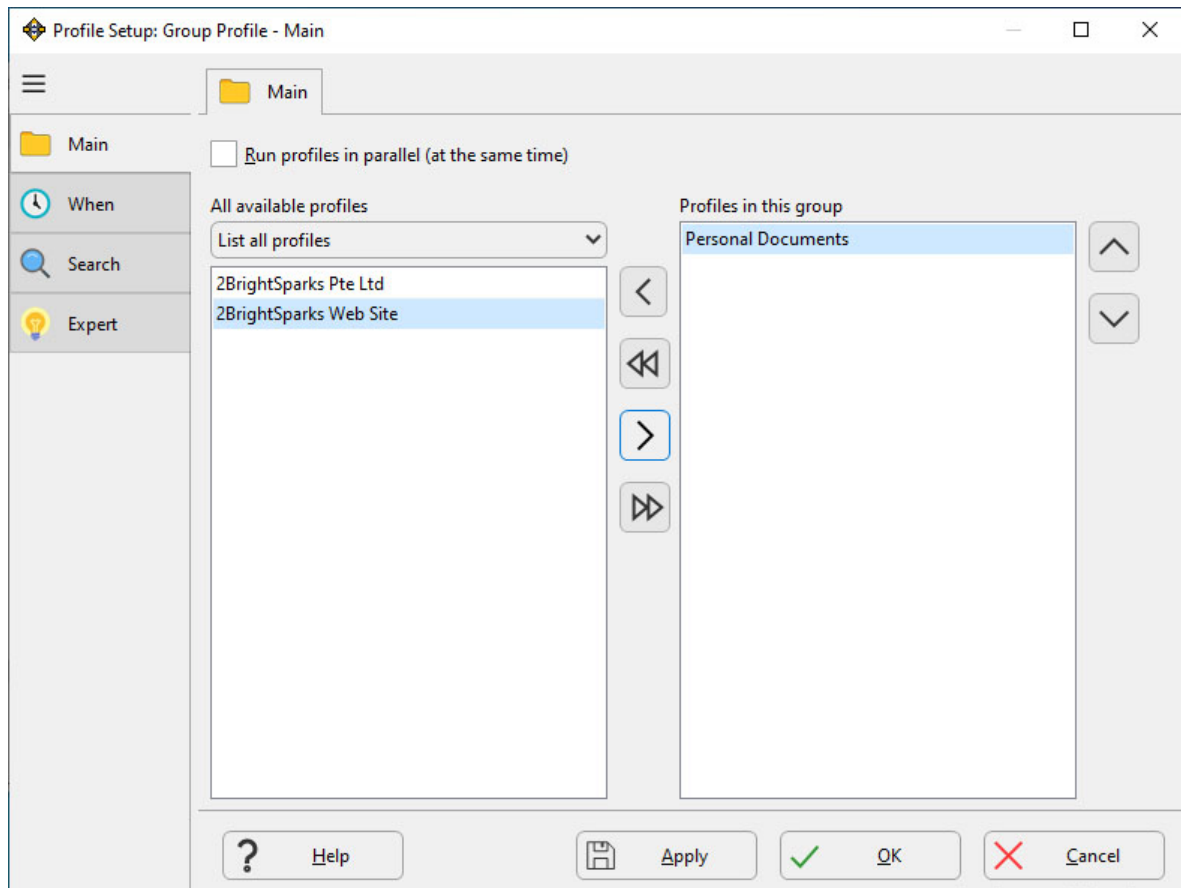 Profile Setup: Group Profile - Main
Main
Main
When
Search
Expert
Run profiles in parallel (at the same time)
All available profiles
List all profiles
2BrightSparks Pte Ltd
2BrightSparks Web Site
Profiles in this group
Personal Documents
Help
Apply
OK
Cancel